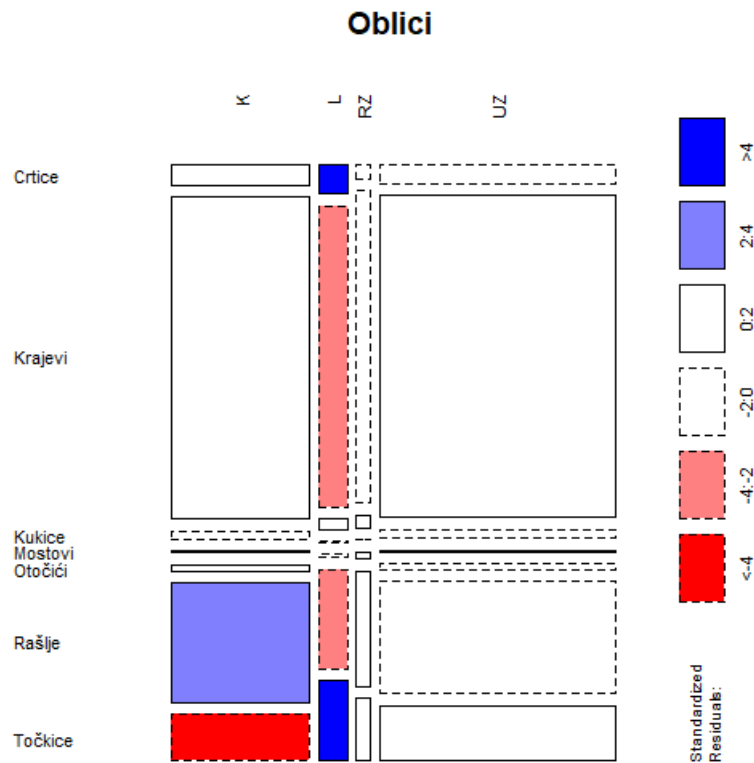 Oblici
K
L
RZ
UZ
Crtice
Krajevi
Kukice
Mostovi
Otočići
Rašlje
Točkice
>4
2:4
0:2
-2:0
-4:-2
<-4
Standardized
Residuals: